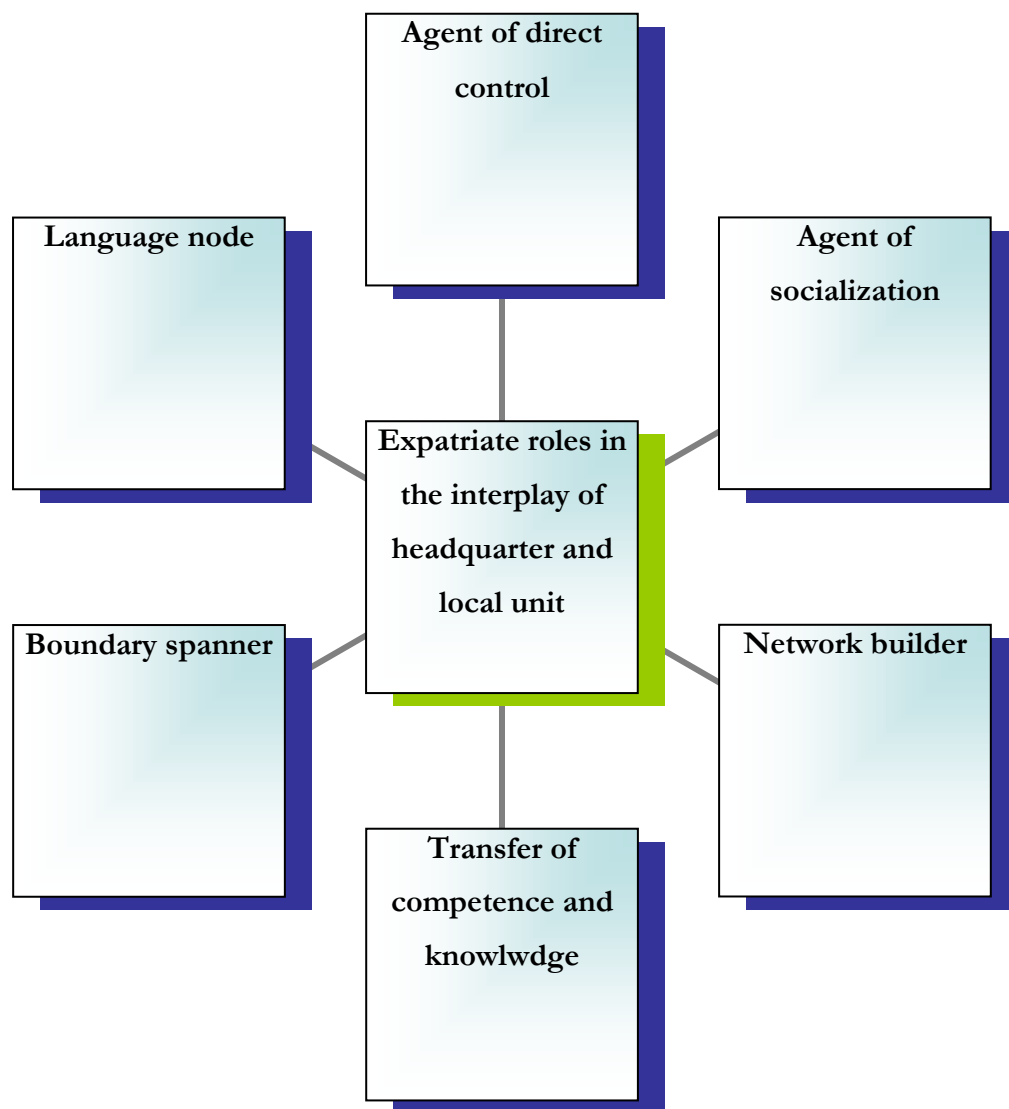 Agent of direct
control
Language node
Agent of
socialization
Expatriate roles in
the interplay of
headquarter and
local unit
Boundary spanner
Network builder
Transfer of
competence and
knowlwdge